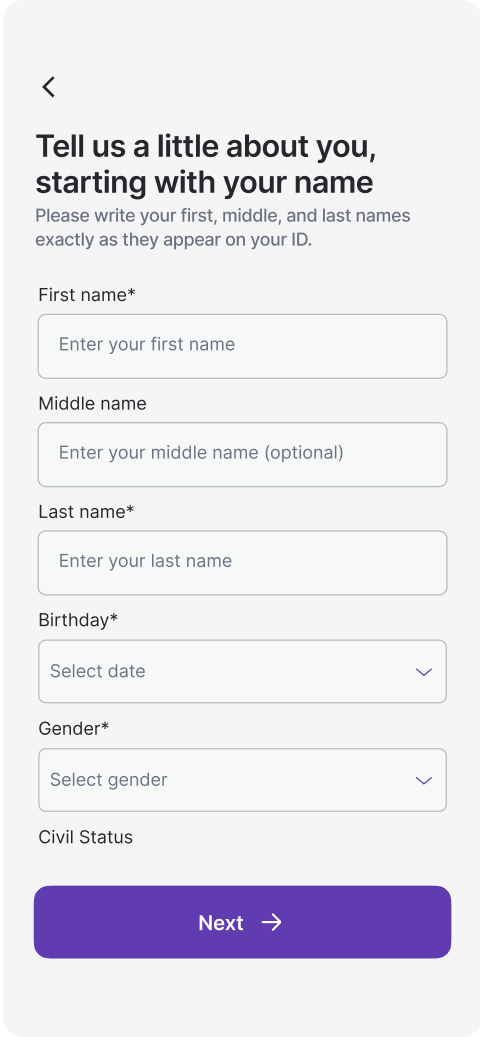 Tell us a little about you,
starting with your name
Please write your first, middle, and last names
exactly as they appear on your ID.
First name*
Enter your first name
Middle name
Enter your middle name (optional)
Last name*
Enter your last name
Birthday*
Select date
Gender*
Select gender
Civil Status
Next